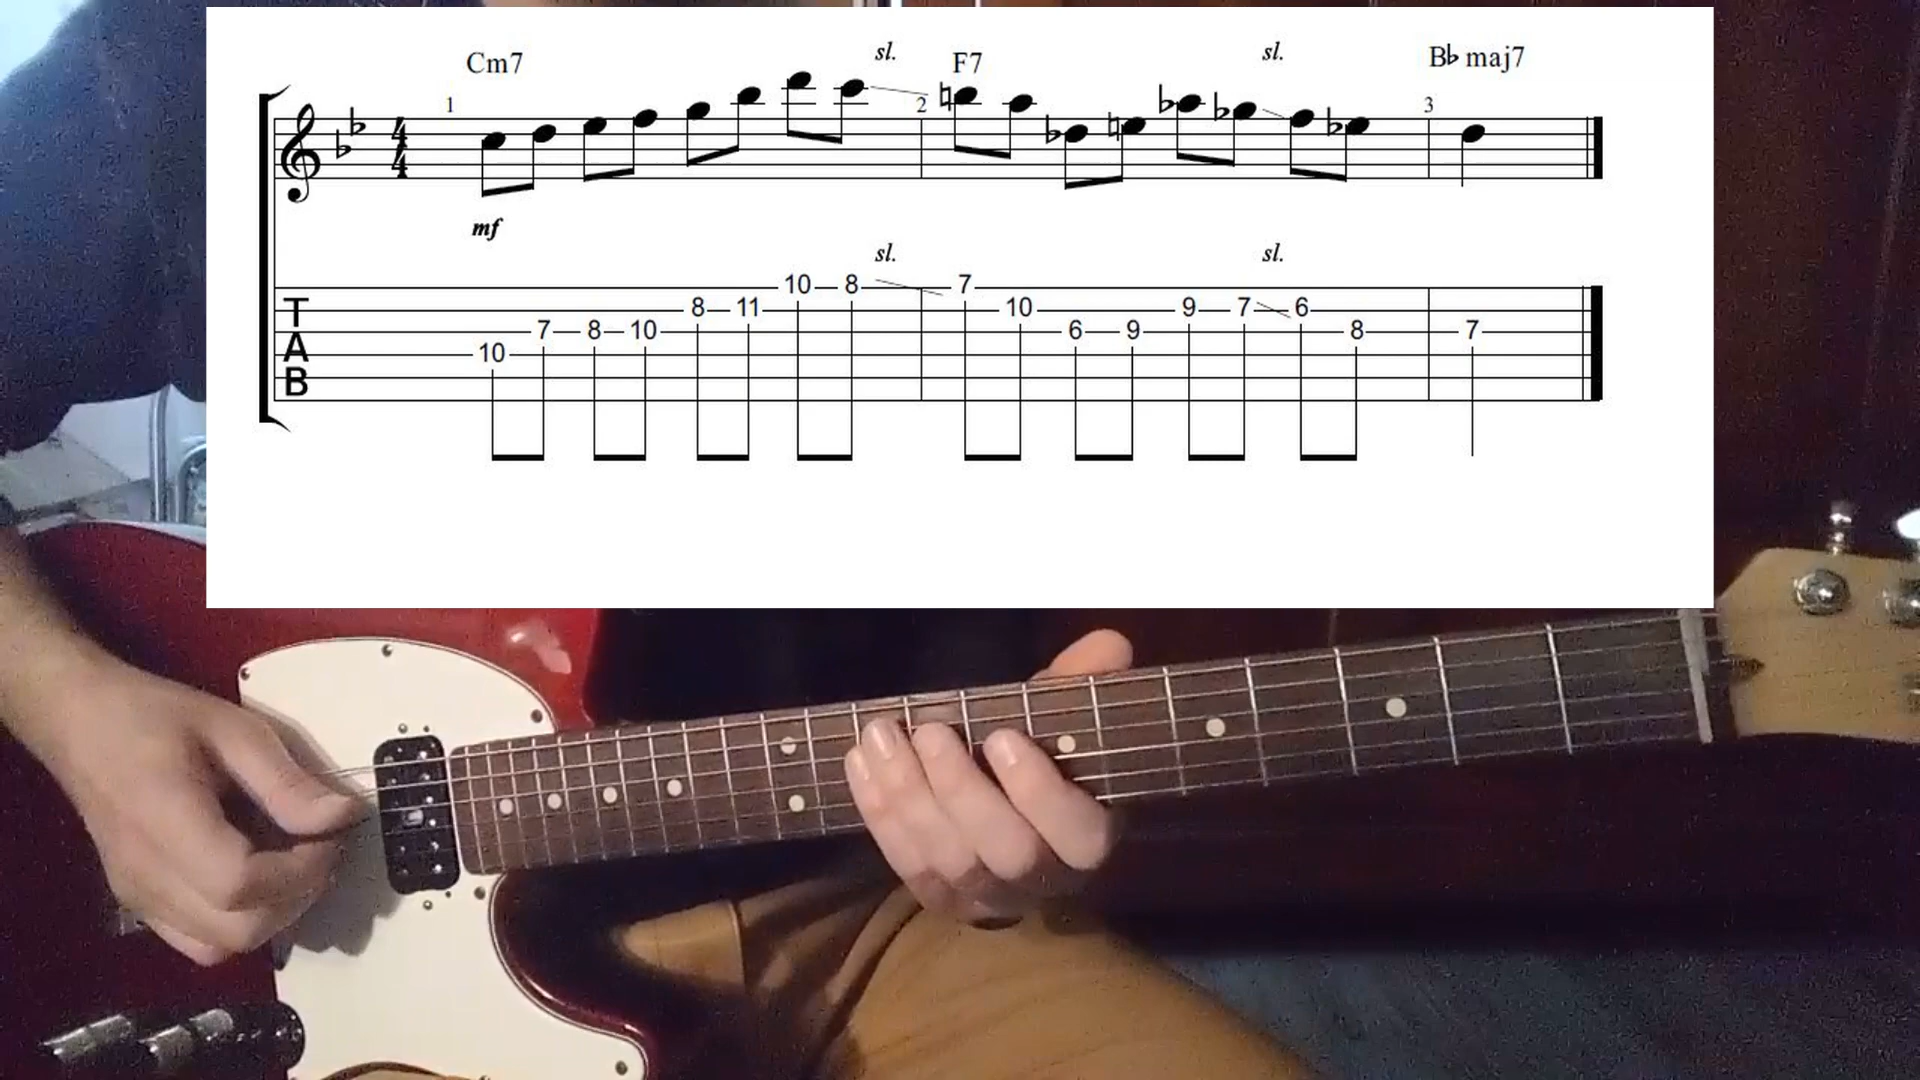 Cm7 sl. F7 sl. B♭ maj7
1 2 3
4
4
mf
sl. sl.
10 8 7
T 8 11 10 9 7 6
7 8 10 6 9 8 7
A 10
B